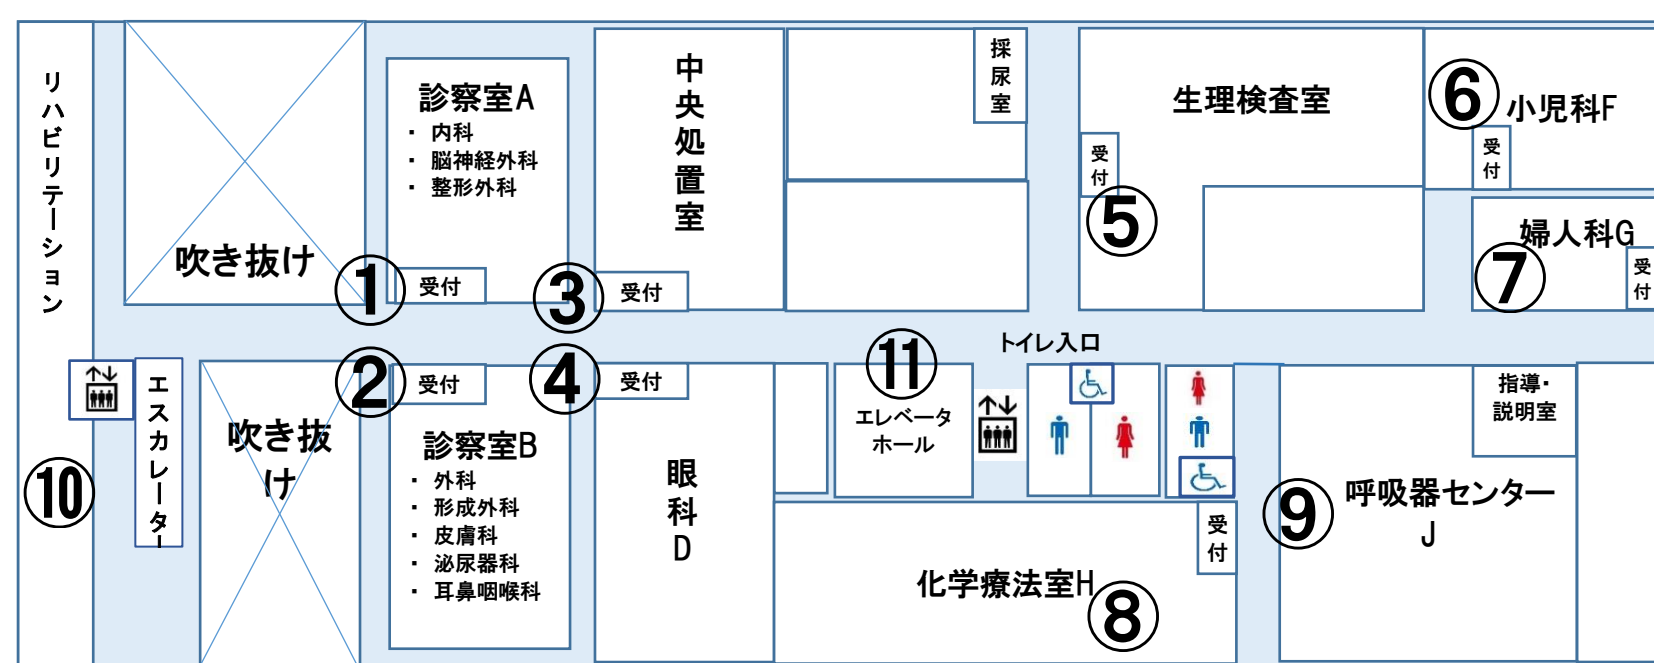 リハビリテーション
吹き抜け
①
診察室A
・ 内科
・ 脳神経外科
・ 整形外科
受付
③
中央処置室
受付
採尿室
生理検査室
受付
⑤
⑥
小児科F
受付
婦人科G
⑦
受付
エスカレーター
⑩
吹き抜
け
②
受付
診察室B
・ 外科
・ 形成外科
・ 皮膚科
・ 泌尿器科
・ 耳鼻咽喉科
④
受付
眼科D
⑪
エレベータ
ホール
トイレ入口
受付
化学療法室H
⑧
⑨
指導・
説明室
呼吸器センター
J